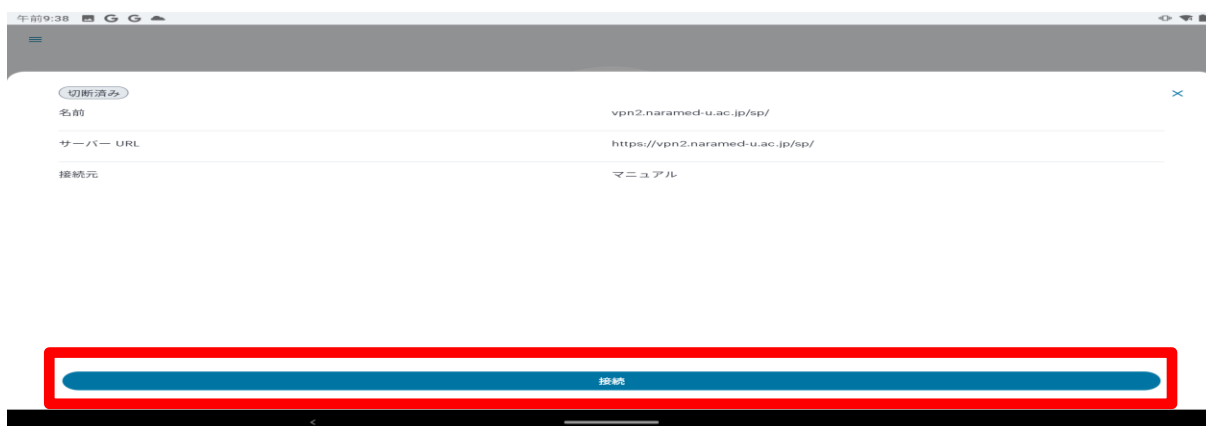 午前9:38 G G
切断済み
名前 vpn2.naramed-u.ac.jp/sp/
サーバー URL https://vpn2.naramed-u.ac.jp/sp/
接続元 マニュアル
接続